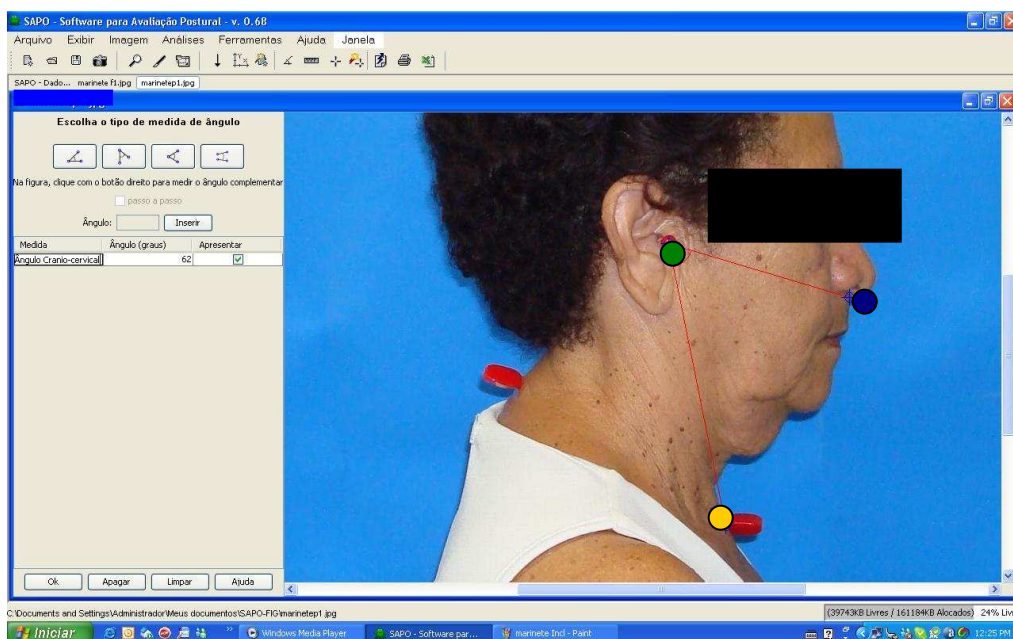 SAPO - Software para Avaliação Postural - v. 0.68
Arquivo Exibir Imagem Análises Ferramentas Ajuda Janela
SAPO - Dado... marinete f1.jpg marinetep1.jpg
Escolha o tipo de medida de ângulo
Na figura, clique com o botão direito para medir o ângulo complementar
passo a passo
Ângulo: Inserir
Medida Ângulo (graus) Apresentar
Ângulo Cranio-cervical 62
Ok Apagar Limpar Ajuda
C:\Documents and Settings\Administrador\Meus documentos\SAPO-FIG\marinetep1.jpg (39743KB Livres / 161184KB Alocados) 24% Liv
Iniciar Windows Media Player SAPO - Software par... marinete Incl - Paint 12:25 PM